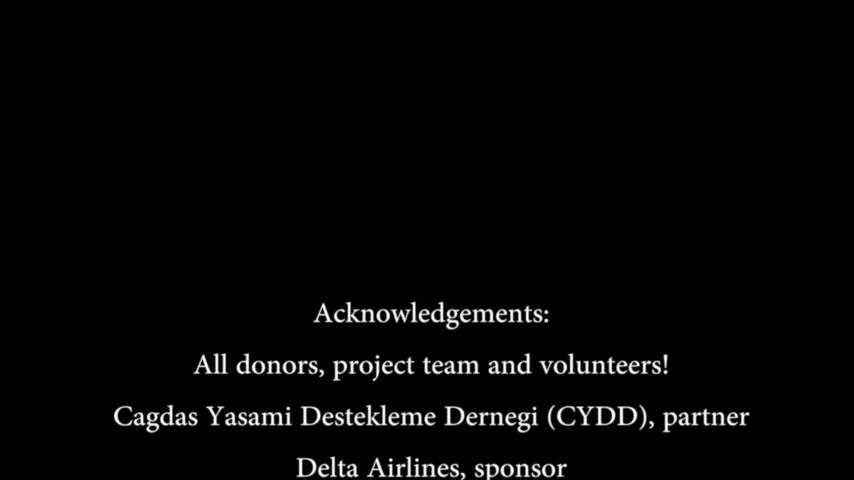 Acknowledgements:
All donors, project team and volunteers!
Cagdas Yasami Destekleme Dernegi (CYDD), partner
Delta Airlines, sponsor